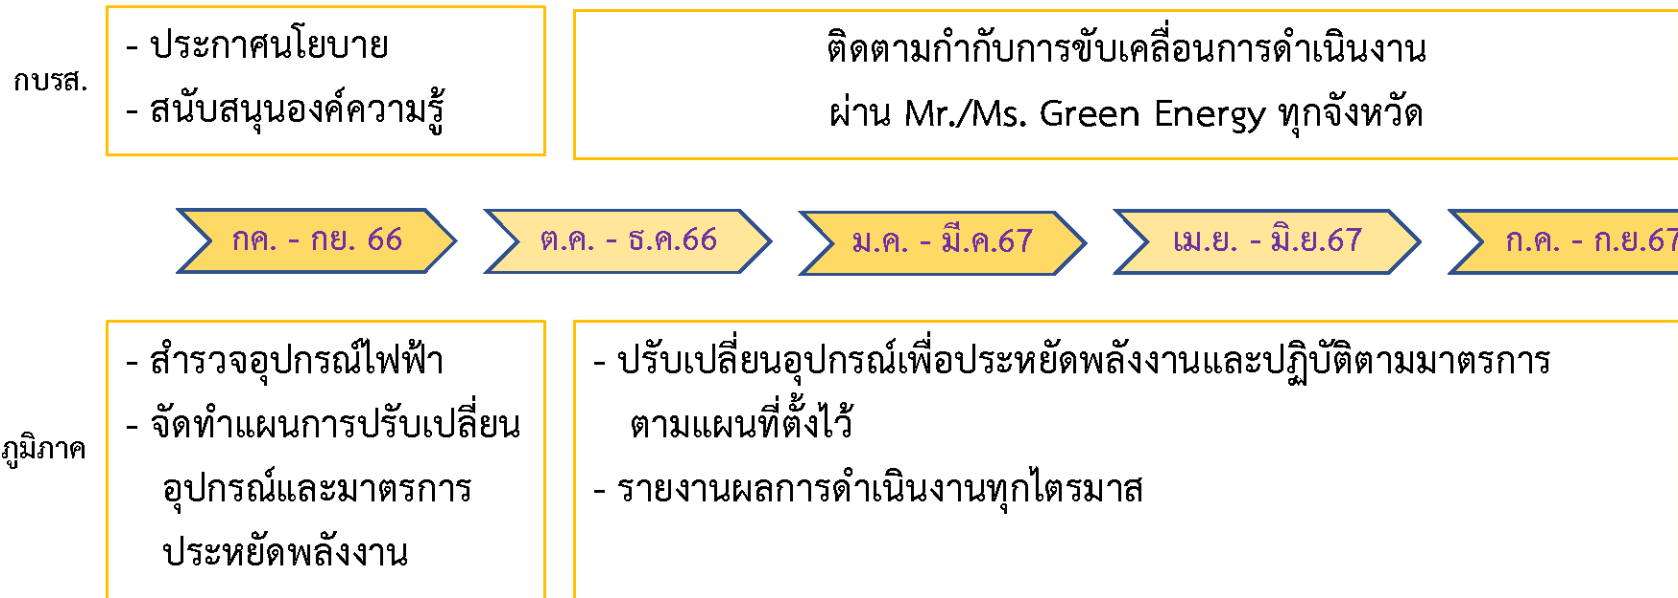 กบรส.
- ประกาศนโยบาย
- สนับสนุนองค์ความรู้
ติดตามกำกับการขับเคลื่อนการดำเนินงาน
ผ่าน Mr./Ms. Green Energy ทุกจังหวัด
กค. - กย. 66
ต.ค. - ธ.ค.66
ม.ค. - มี.ค.67
เม.ย. - มิ.ย.67
ก.ค. - ก.ย.67
ภูมิภาค
- สำรวจอุปกรณ์ไฟฟ้า
- จัดทำแผนการปรับเปลี่ยน
อุปกรณ์และมาตรการ
ประหยัดพลังงาน
- ปรับเปลี่ยนอุปกรณ์เพื่อประหยัดพลังงานและปฏิบัติตามมาตรการ
ตามแผนที่ตั้งไว้
- รายงานผลการดำเนินงานทุกไตรมาส